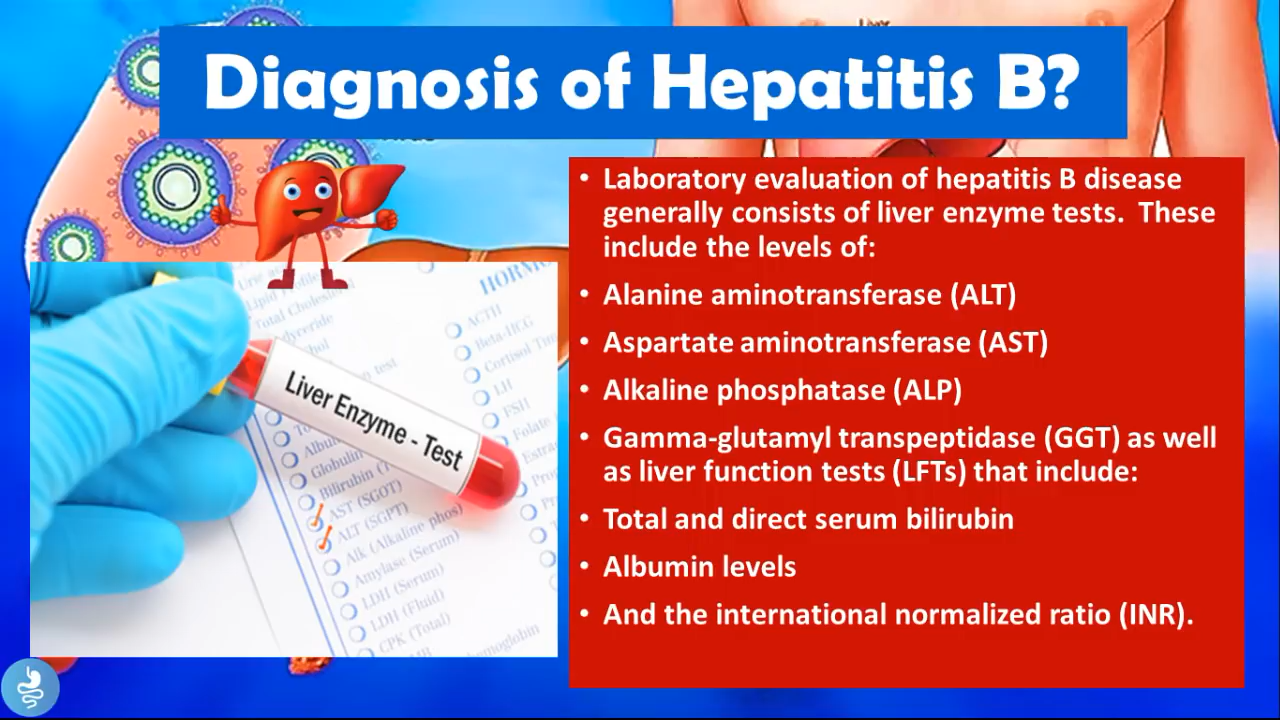 Liver
Diagnosis of Hepatitis B?
• Laboratory evaluation of hepatitis B disease
generally consists of liver enzyme tests. These
include the levels of:
• Alanine aminotransferase (ALT)
• Aspartate aminotransferase (AST)
• Alkaline phosphatase (ALP)
• Gamma-glutamyl transpeptidase (GGT) as well
as liver function tests (LFTs) that include:
• Total and direct serum bilirubin
• Albumin levels
• And the international normalized ratio (INR).
Lipid Profile
Total Cholesterol
Liver Enzyme - Test
Globulin
Bilirubin
AST (SGOT)
ALT (SGPT)
Alk (Alkaline phos)
Amylase (Serum)
LDH (Serum)
LDH (Fluid)
CPK (Total)
ACTH
Beta-HCG
Cortisol
LH
FSH
Folate